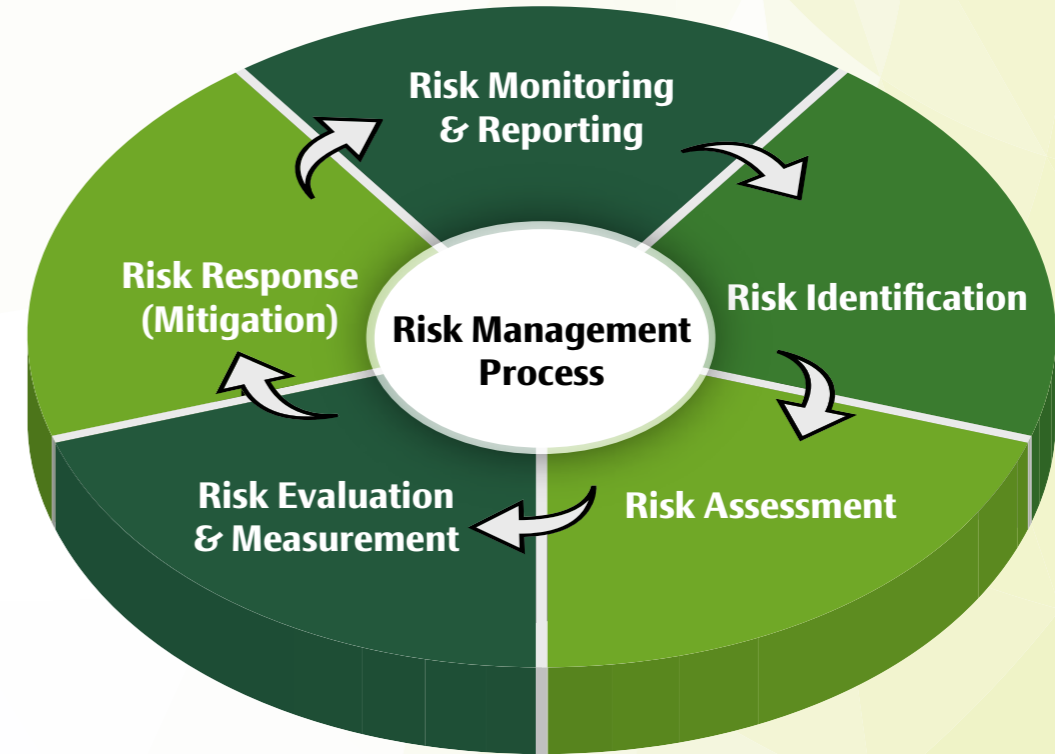 Risk Monitoring
& Reporting
Risk Identification
Risk Assessment
Risk Evaluation
& Measurement
Risk Response
(Mitigation)
Risk Management
Process